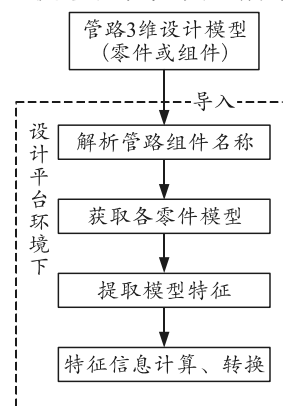 管路3维设计模型
(零件或组件)
导入
设计平台环境下
解析管路组件名称
获取各零件模型
提取模型特征
特征信息计算、转换